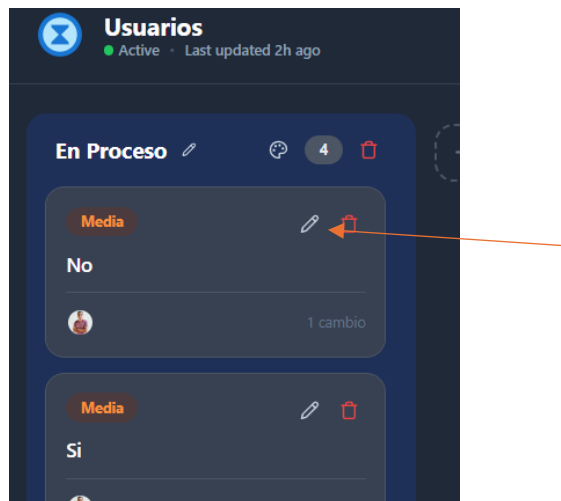 Usuarios
Active · Last updated 2h ago
En Proceso 4
Media
No
1 cambio
Media
Si